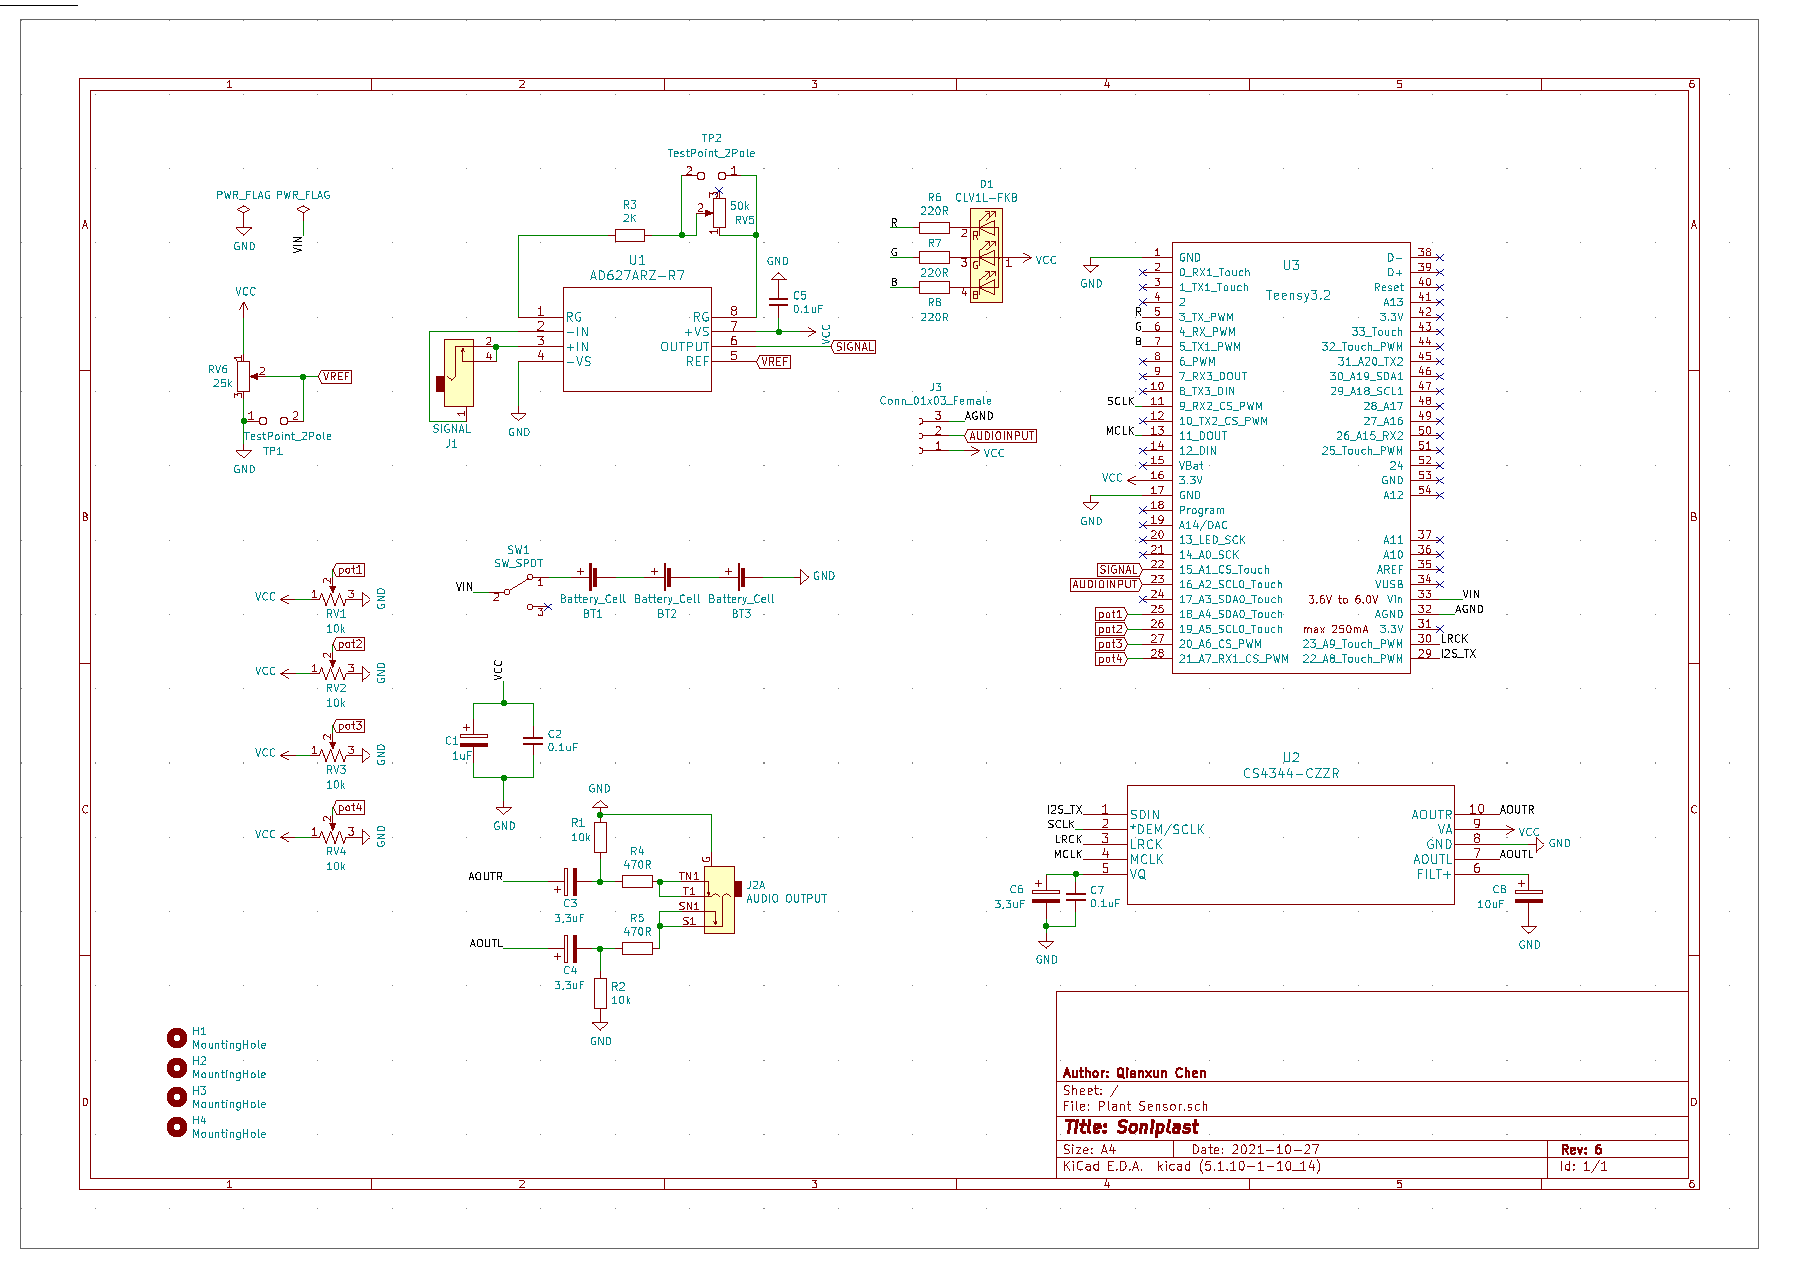 1 2 3 4 5 6
A A
B B
C C
D D
PWR_FLAG PWR_FLAG
GND
VIN
VCC
RV6
25k
1
2
3
VREF
1 2
TestPoint_2Pole
TP1
GND
TP2
TestPoint_2Pole
2 1
R3
2K
3
2
1
50k
RV5
U1
AD627ARZ-R7
1 RG
2 -IN
3 +IN
4 -VS
RG 8
+VS 7
OUTPUT 6
REF 5
GND
C5
0.1uF
VCC
SIGNAL
VREF
2
4
1
SIGNAL
J1
GND
D1
CLV1L-FKB
R6
220R
R
R7
220R
G
R8
220R
B
2 R
3 G
4 B
1
VCC
J3
Conn_01x03_Female
3 AGND
2 AUDIOINPUT
1 VCC
U3
Teensy3.2
GND
1 GND
2 0_RX1_Touch
3 1_TX1_Touch
4 2
R 5 3_TX_PWM
G 6 4_RX_PWM
B 7 5_TX1_PWM
8 6_PWM
9 7_RX3_DOUT
10 8_TX3_DIN
SCLK 11 9_RX2_CS_PWM
12 10_TX2_CS_PWM
MCLK 13 11_DOUT
14 12_DIN
15 VBat
VCC 16 3.3V
17 GND
GND
18 Program
19 A14/DAC
20 13_LED_SCK
21 14_A0_SCK
SIGNAL 22 15_A1_CS_Touch
AUDIOINPUT 23 16_A2_SCL0_Touch
24 17_A3_SDA0_Touch
pot1 25 18_A4_SDA0_Touch
pot2 26 19_A5_SCL0_Touch
pot3 27 20_A6_CS_PWM
pot4 28 21_A7_RX1_CS_PWM
D- 38
D+ 39
Reset 40
A13 41
3.3V 42
33_Touch 43
32_Touch_PWM 44
31_A20_TX2 45
30_A19_SDA1 46
29_A18_SCL1 47
28_A17 48
27_A16 49
26_A15_RX2 50
25_Touch_PWM 51
24 52
GND 53
A12 54
A11 37
A10 36
AREF 35
VUSB 34
3.6V to 6.0V Vin 33 VIN
AGND 32 AGND
max 250mA 3.3V 31
23_A9_Touch_PWM 30 LRCK
22_A8_Touch_PWM 29 I2S_TX
SW1
SW_SPDT
VIN
2
1
3
+ + +
GND
Battery_Cell Battery_Cell Battery_Cell
BT1 BT2 BT3
pot1
2
VCC 1 3 GND
RV1
10k
pot2
2
VCC 1 3 GND
RV2
10k
pot3
2
VCC 1 3 GND
RV3
10k
pot4
2
VCC 1 3 GND
RV4
10k
VCC
+
C1
1uF
C2
0.1uF
GND
GND
R1
10k
R4
470R
G
AOUTR
+
C3
3,3uF
TN1
T1
SN1
S1
J2A
AUDIO OUTPUT
R5
470R
AOUTL
+
C4
3,3uF
R2
10k
GND
U2
CS4344-CZZR
I2S_TX 1 SDIN
SCLK 2 *DEM/SCLK
LRCK 3 LRCK
MCLK 4 MCLK
5 VQ
AOUTR 10 AOUTR
VA 9 VCC
GND 8 GND
AOUTL 7 AOUTL
FILT+ 6
+
C6
3,3uF
C7
0.1uF
GND
+
C8
10uF
GND
H1
MountingHole
H2
MountingHole
H3
MountingHole
H4
MountingHole
Author: Qianxun Chen
Sheet: /
File: Plant Sensor.sch
Title: Soniplast
Size: A4 Date: 2021-10-27 Rev: 6
KiCad E.D.A. kicad (5.1.10-1-10_14) Id: 1/1
1 2 3 4 5 6